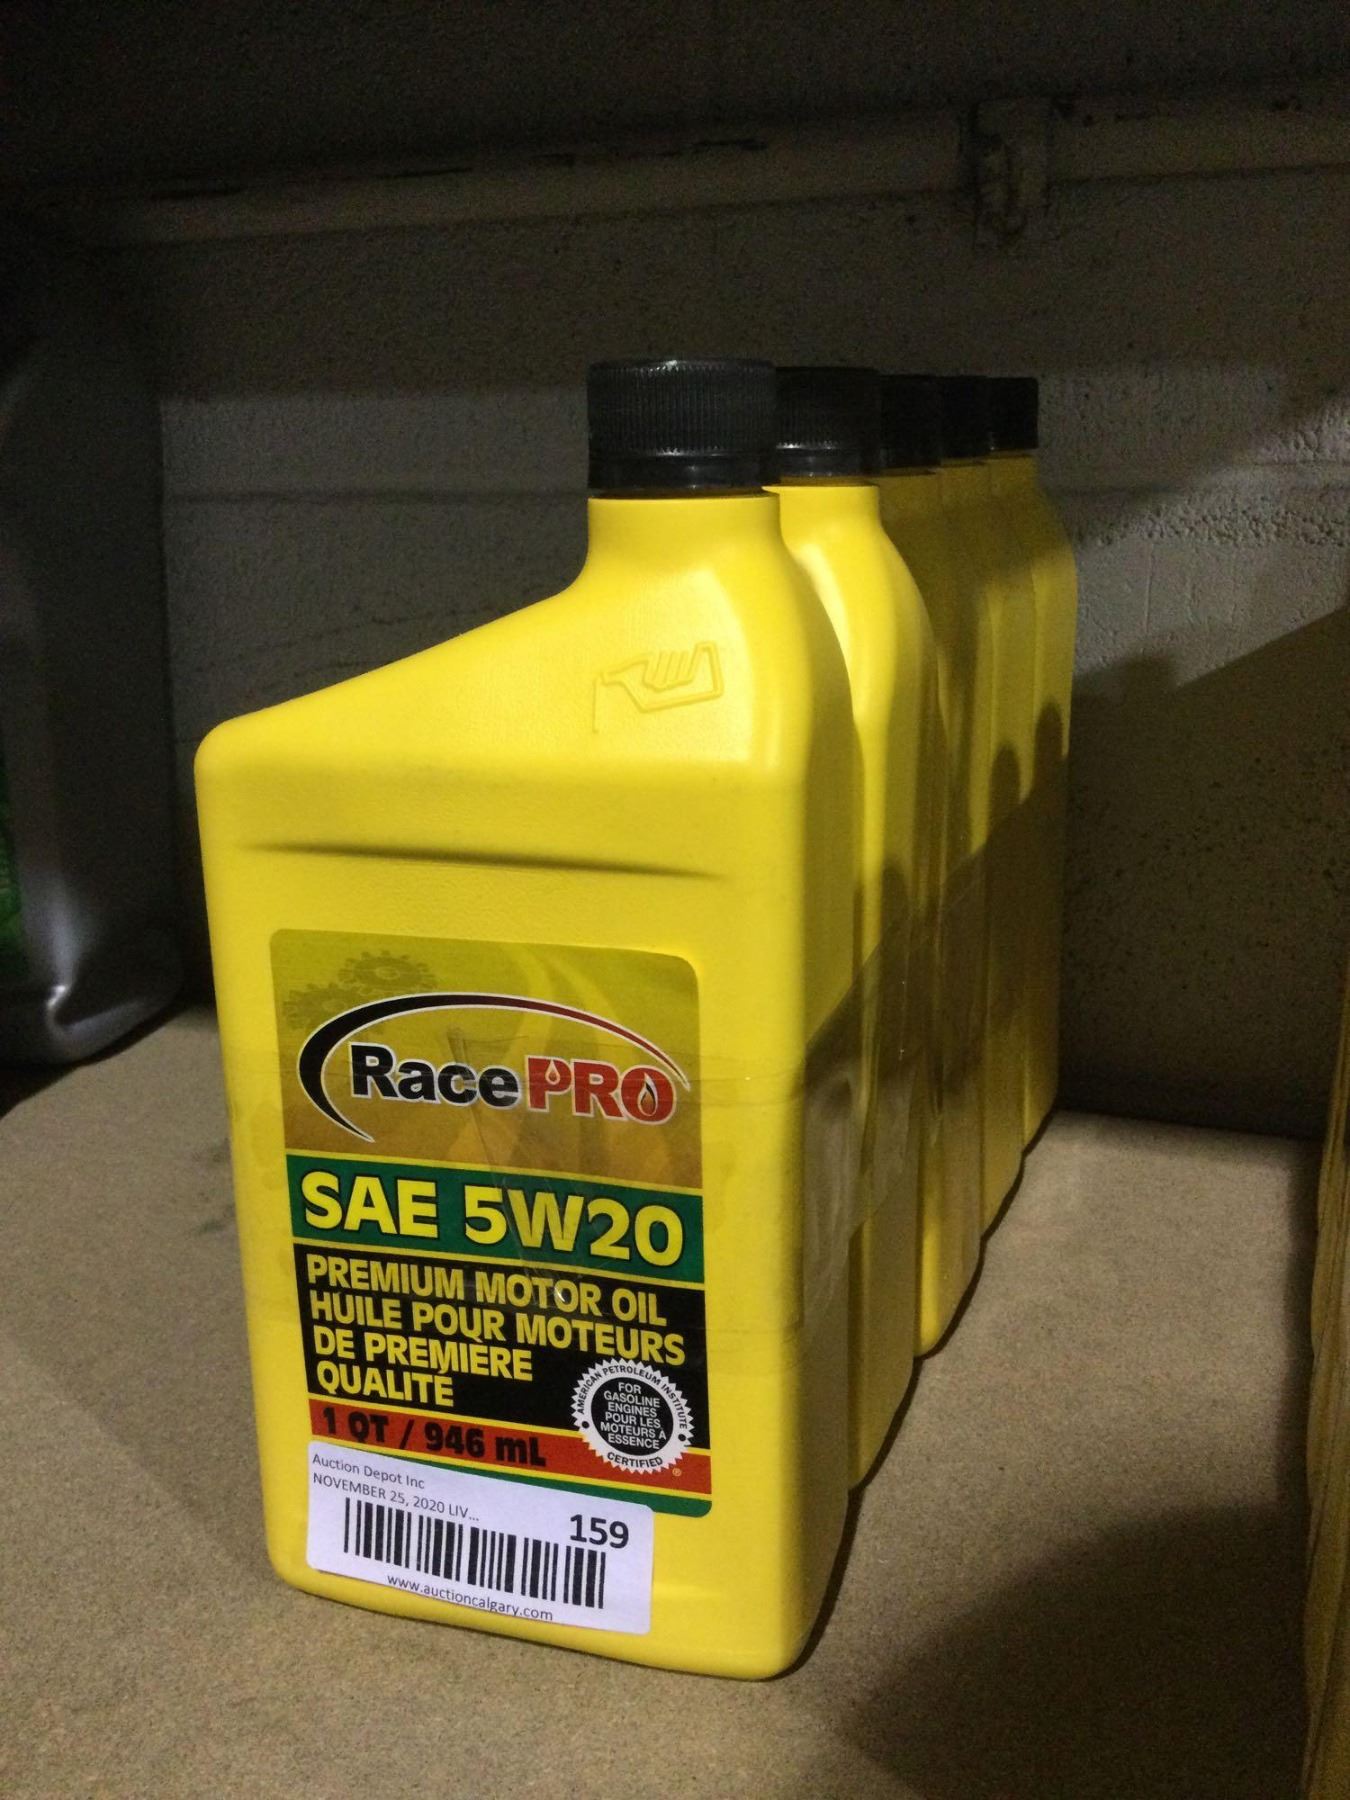 RacePRO
SAE 5W20
PREMIUM MOTOR OIL
HUILE POUR MOTEURS
DE PREMIÈRE
QUALITÉ
AMERICAN PETROLEUM INSTITUTE
FOR
GASOLINE
ENGINES
POUR LES
MOTEURS À
ESSENCE
CERTIFIED
®
1 QT / 946 mL
Auction Depot Inc
NOVEMBER 25, 2020 LIV...
159
www.auctioncalgary.com